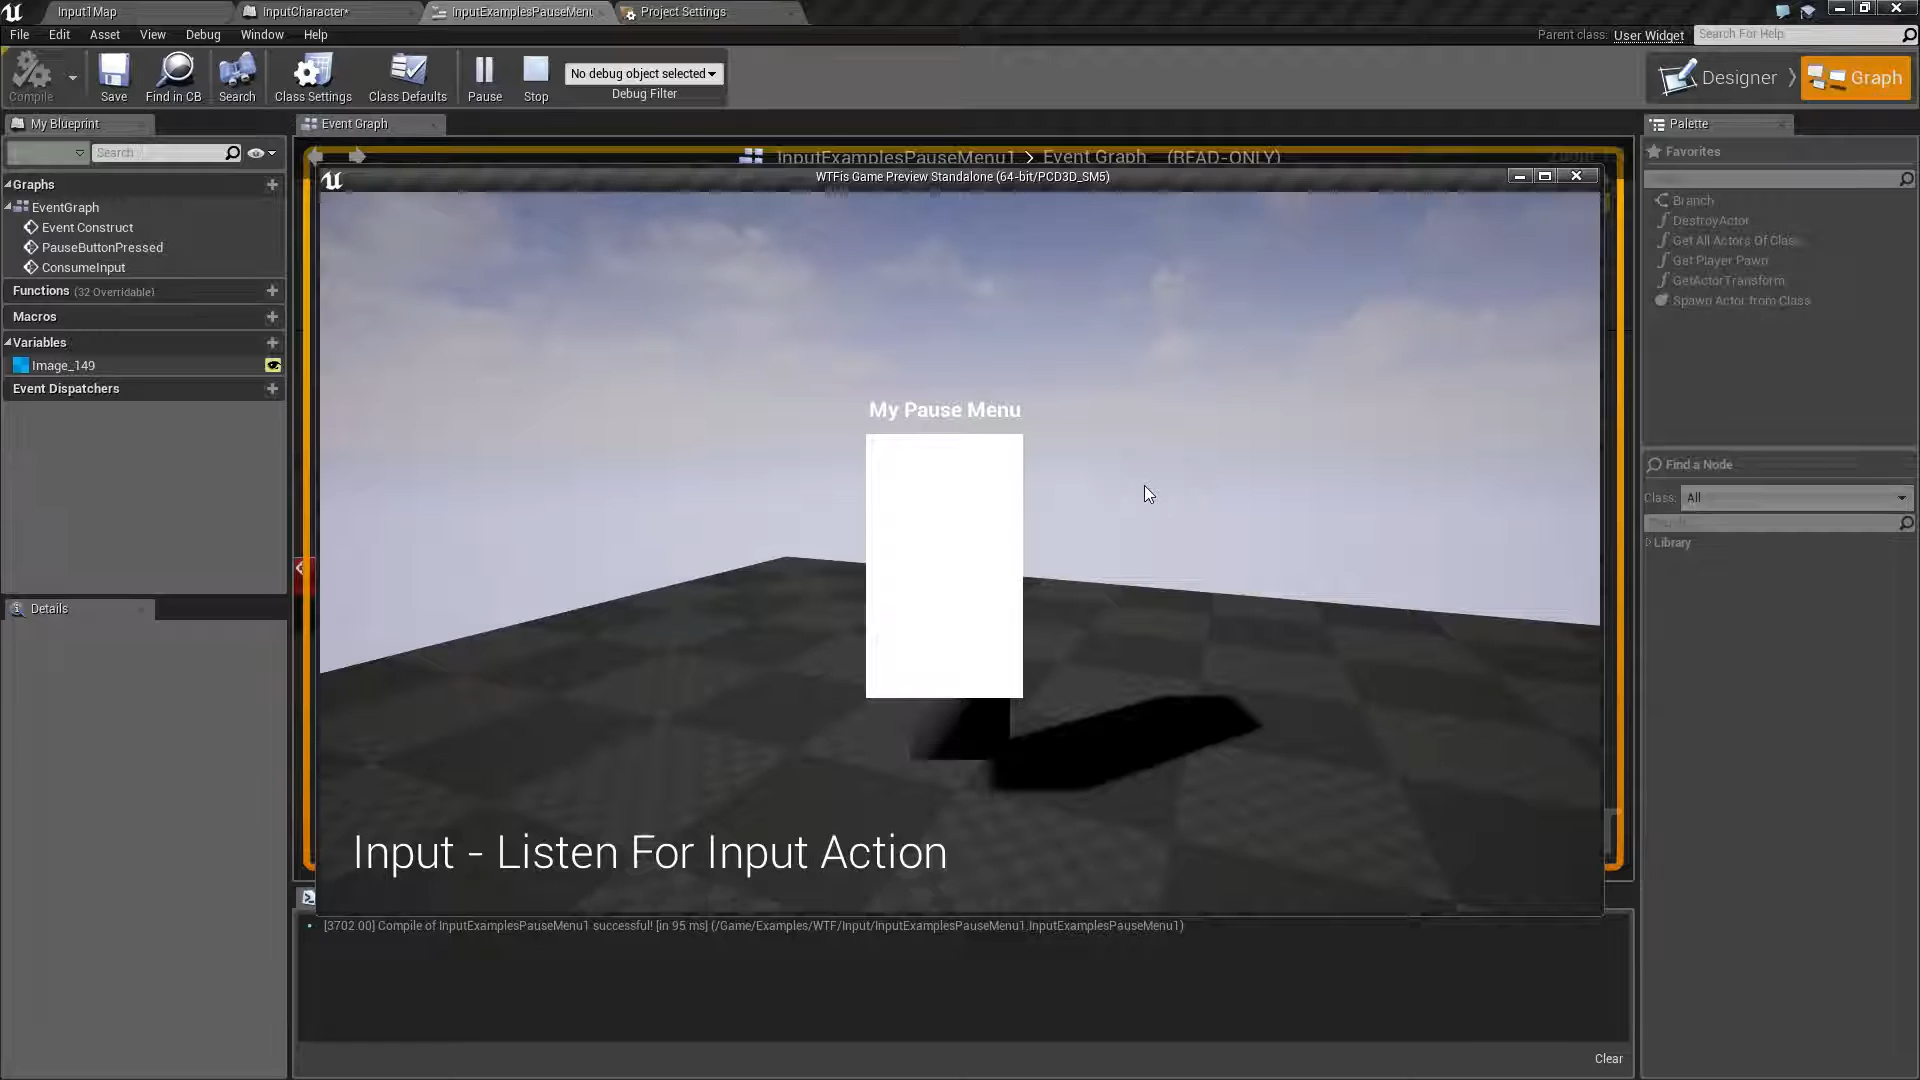 Input1Map
InputCharacter*
InputExamplesPauseMenu
Project Settings
File
Edit
Asset
View
Debug
Window
Help
Parent class: User Widget
Search For Help
Compile
Save
Find in CB
Search
Class Settings
Class Defaults
Pause
Stop
No debug object selected
Debug Filter
Designer
Graph
My Blueprint
Search
Graphs
EventGraph
Event Construct
PauseButtonPressed
ConsumeInput
Functions (32 Overridable)
Macros
Variables
Image_149
Event Dispatchers
Details
Event Graph
InputExamplesPauseMenu1 > Event Graph (READ-ONLY)
WTFis Game Preview Standalone (64-bit/PCD3D_SM5)
My Pause Menu
Input - Listen For Input Action
[3702.00] Compile of InputExamplesPauseMenu1 successful! [in 95 ms] (/Game/Examples/WTF/Input/InputExamplesPauseMenu1.InputExamplesPauseMenu1)
Clear
Palette
Favorites
Branch
DestroyActor
Get All Actors Of Class
Get Player Pawn
GetActorTransform
Spawn Actor from Class
Find a Node
Class: All
Search
Library